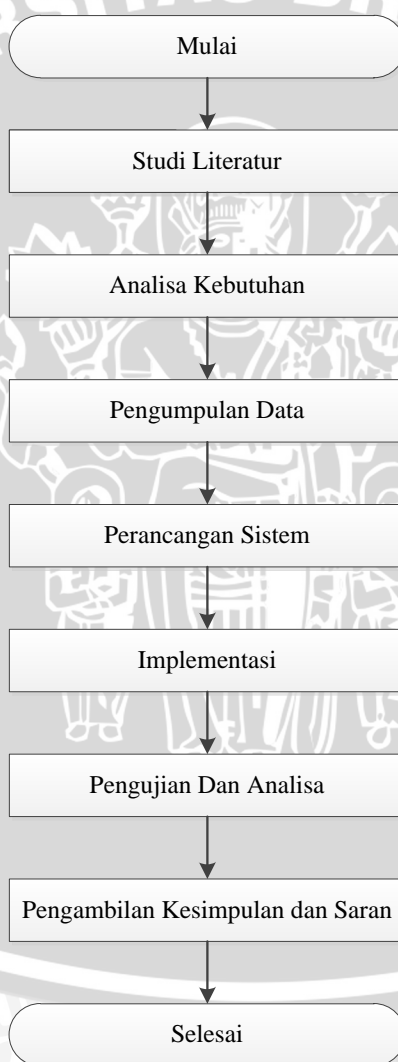 Mulai
Studi Literatur
Analisa Kebutuhan
Pengumpulan Data
Perancangan Sistem
Implementasi
Pengujian Dan Analisa
Pengambilan Kesimpulan dan Saran
Selesai